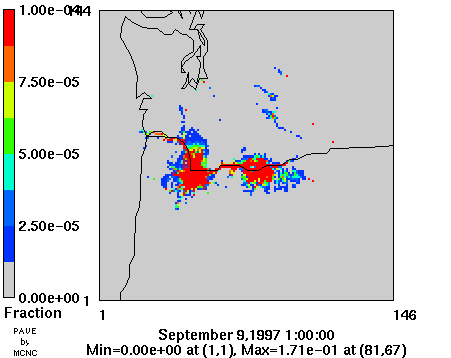 1.00e-04
144
7.50e-05
5.00e-05
2.50e-05
0.00e+00
1
Fraction
1
146
PAVE
by
MCNC
September 9,1997 1:00:00
Min=0.00e+00 at (1,1), Max=1.71e-01 at (81,67)